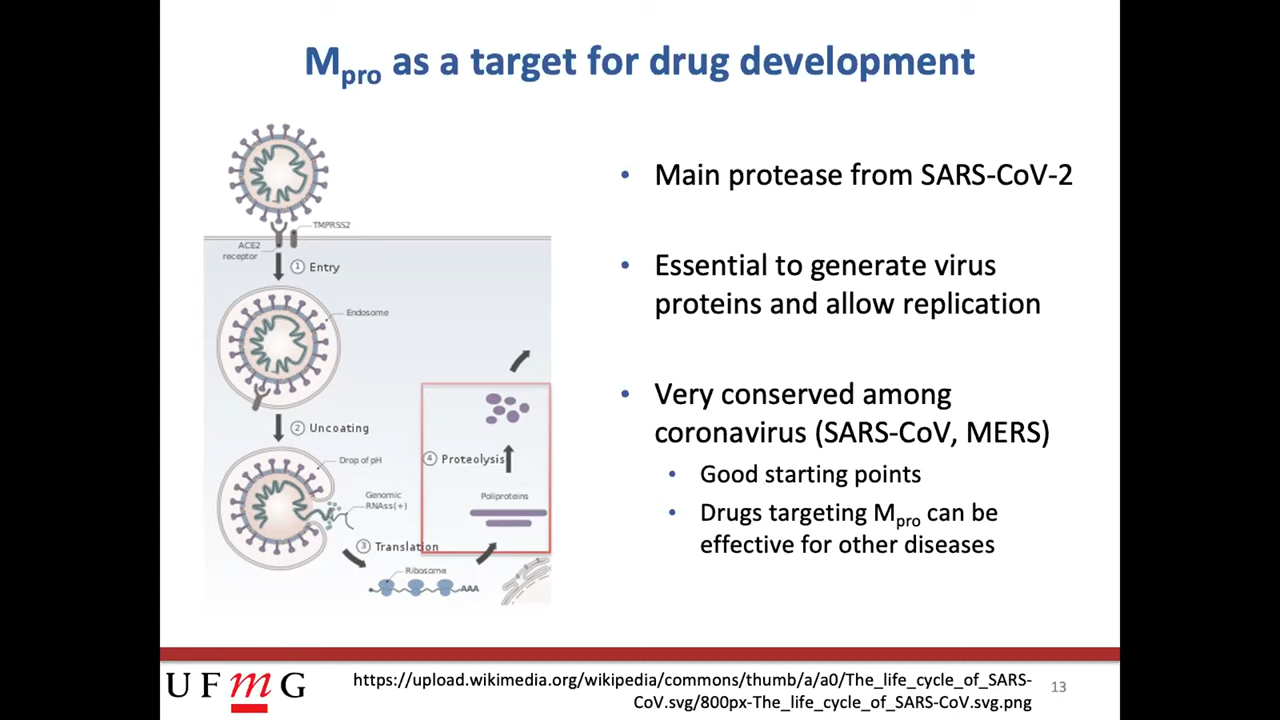 Mpro as a target for drug development
TMPRSS2
ACE2
receptor
1 Entry
Endosome
2 Uncoating
Drop of pH
Genomic
RNAss(+)
3 Translation
Ribosome
AAA
4 Proteolysis
Poliproteins
• Main protease from SARS-CoV-2
• Essential to generate virus
proteins and allow replication
• Very conserved among
coronavirus (SARS-CoV, MERS)
• Good starting points
• Drugs targeting Mpro can be
effective for other diseases
UFmG
https://upload.wikimedia.org/wikipedia/commons/thumb/a/a0/The_life_cycle_of_SARS-
CoV.svg/800px-The_life_cycle_of_SARS-CoV.svg.png
13